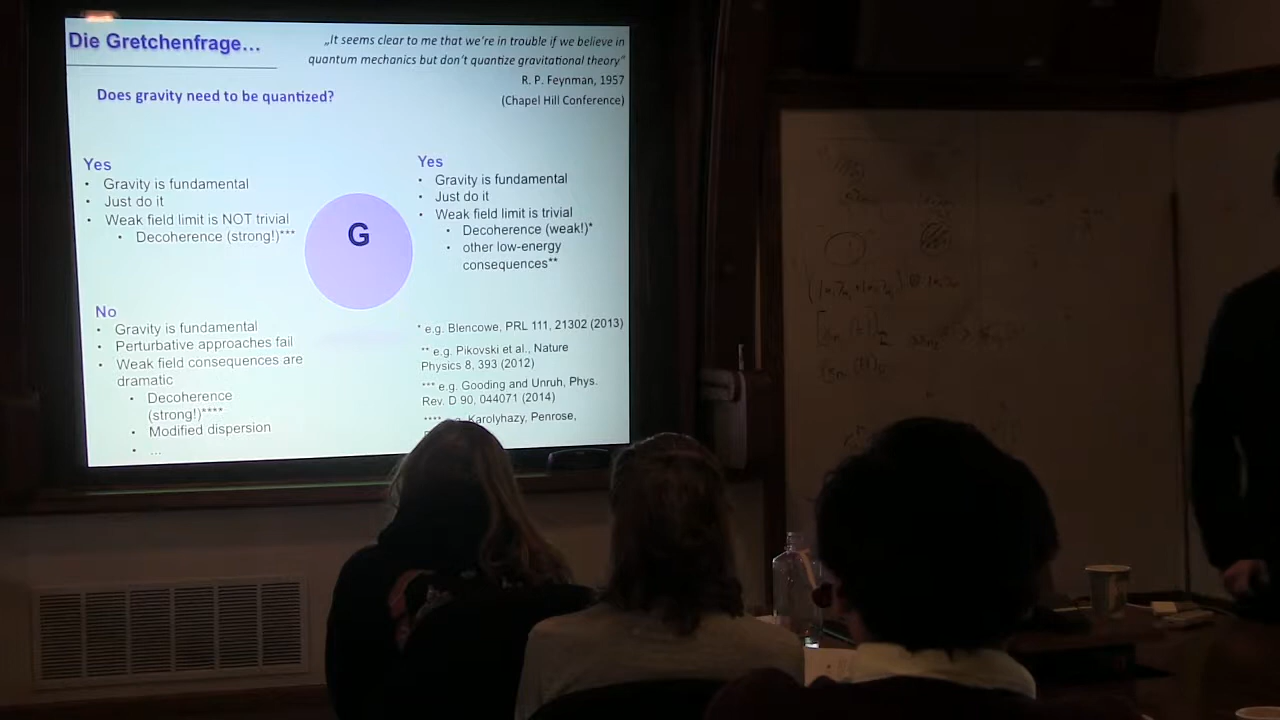 Die Gretchenfrage...
„It seems clear to me that we're in trouble if we believe in
quantum mechanics but don't quantize gravitational theory"
R. P. Feynman, 1957
(Chapel Hill Conference)
Does gravity need to be quantized?
Yes
• Gravity is fundamental
• Just do it
• Weak field limit is NOT trivial
• Decoherence (strong!)***
G
Yes
• Gravity is fundamental
• Just do it
• Weak field limit is trivial
• Decoherence (weak!)*
• other low-energy
consequences**
No
• Gravity is fundamental
• Perturbative approaches fail
• Weak field consequences are
dramatic
• Decoherence
(strong!)****
• Modified dispersion
• ...
* e.g. Blencowe, PRL 111, 21302 (2013)
** e.g. Pikovski et al., Nature
Physics 8, 393 (2012)
*** e.g. Gooding and Unruh, Phys.
Rev. D 90, 044071 (2014)
**** e.g. Karolyhazy, Penrose,